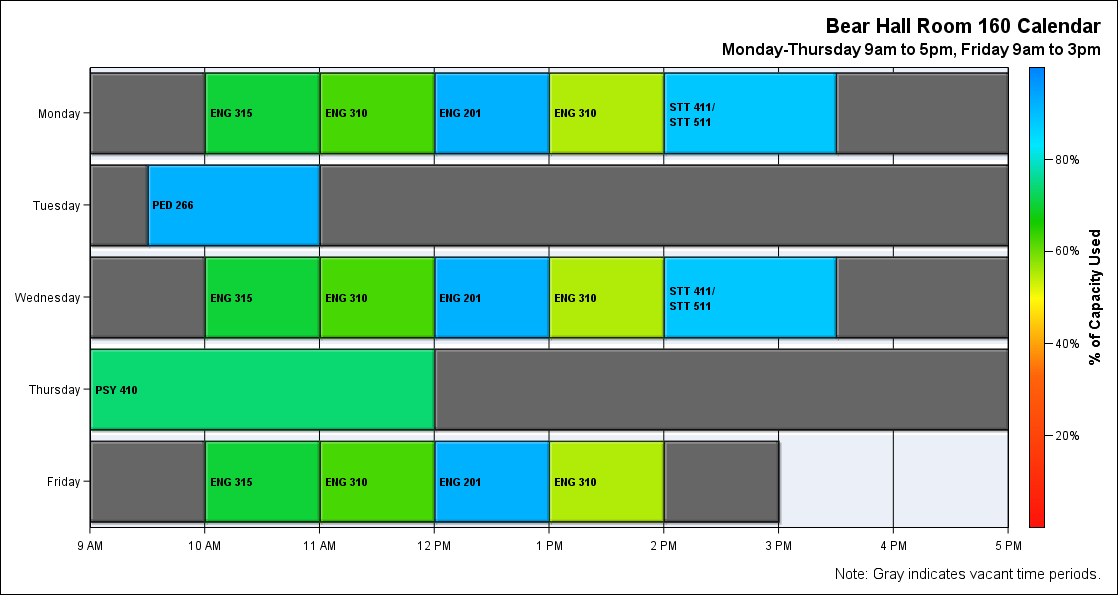 Bear Hall Room 160 Calendar
Monday-Thursday 9am to 5pm, Friday 9am to 3pm
Monday
ENG 315
ENG 310
ENG 201
ENG 310
STT 411/
STT 511
Tuesday
PED 266
Wednesday
ENG 315
ENG 310
ENG 201
ENG 310
STT 411/
STT 511
Thursday
PSY 410
Friday
ENG 315
ENG 310
ENG 201
ENG 310
9 AM
10 AM
11 AM
12 PM
1 PM
2 PM
3 PM
4 PM
5 PM
80%
60%
40%
20%
% of Capacity Used
Note: Gray indicates vacant time periods.